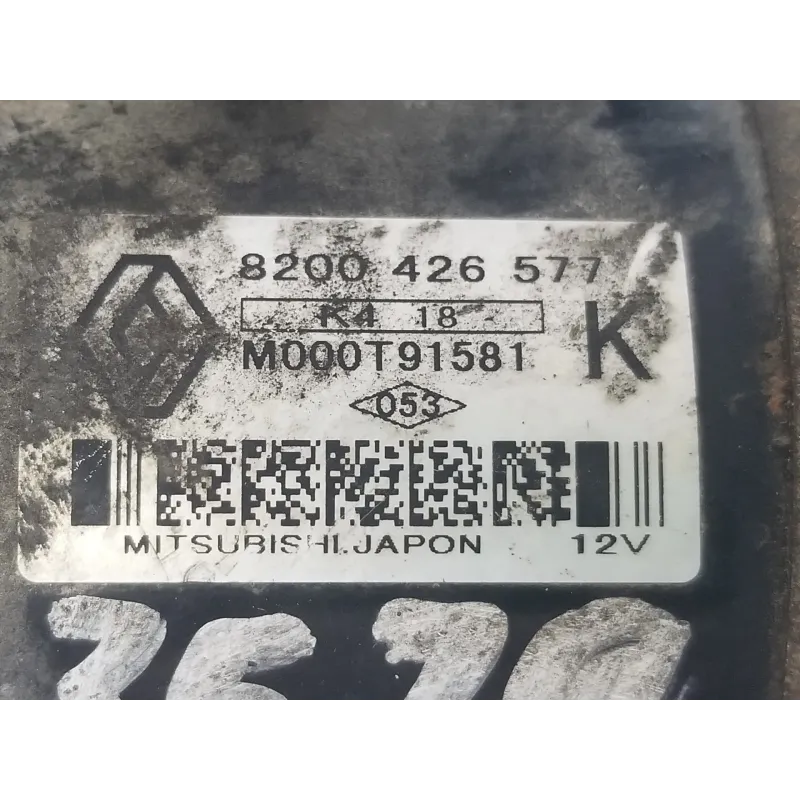 8200 426 577
K4 18
M000T91581
K
053
MITSUBISHI.JAPON 12V